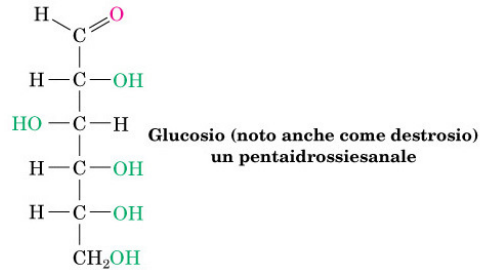 H O
C
H—C—OH
HO—C—H
Glucosio (noto anche come destrosio)
un pentaidrossiesanale
H—C—OH
H—C—OH
CH₂OH